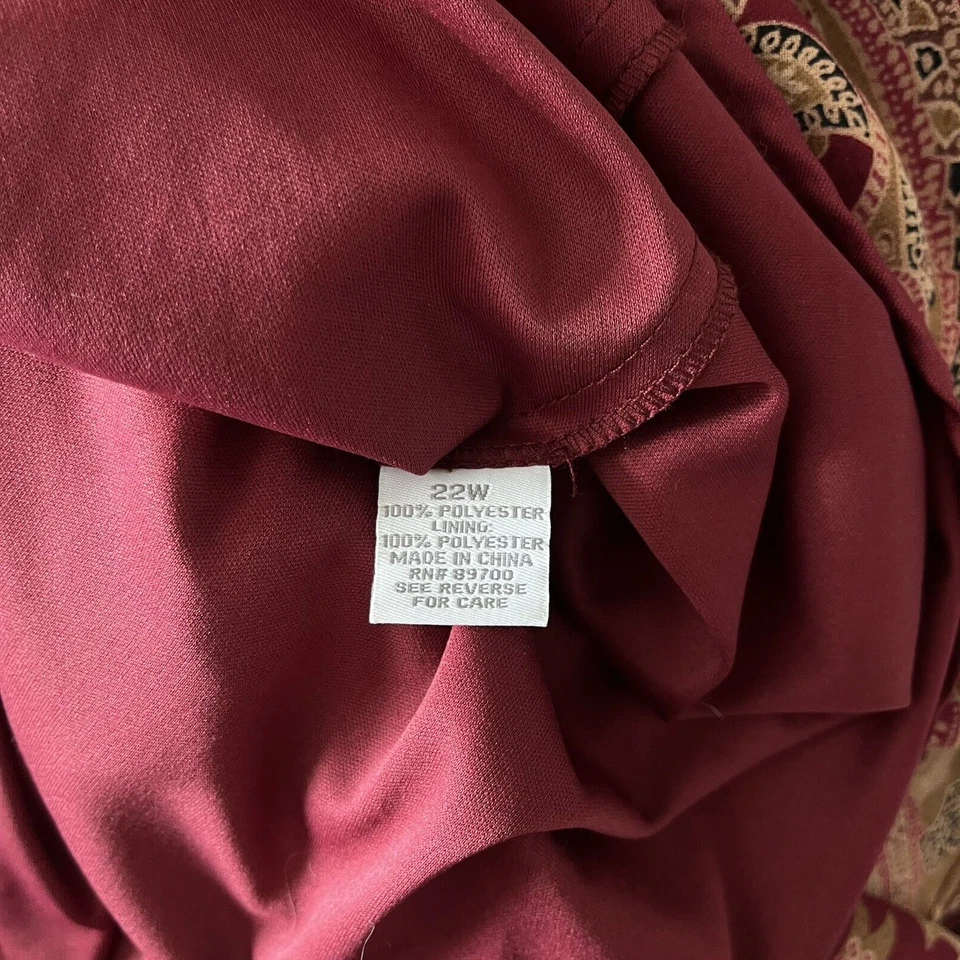 22W
100% POLYESTER
LINING:
100% POLYESTER
MADE IN CHINA
RN# 89700
SEE REVERSE
FOR CARE